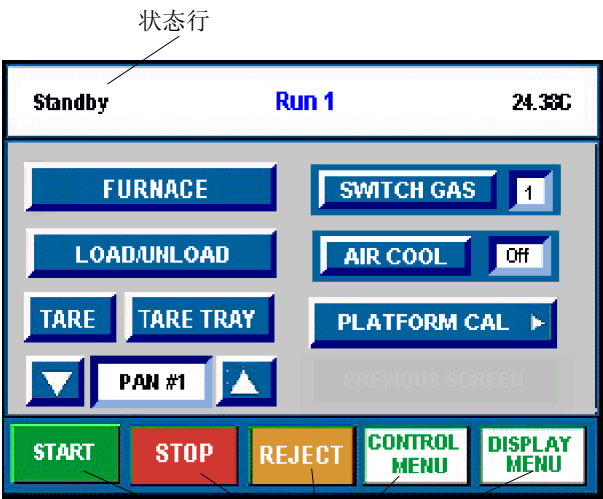 状态行
Standby Run 1 24.38C
FURNACE SWITCH GAS 1
LOAD/UNLOAD AIR COOL Off
TARE TARE TRAY PLATFORM CAL
PAN #1 PREVIOUS SCREEN
START STOP REJECT CONTROL MENU DISPLAY MENU